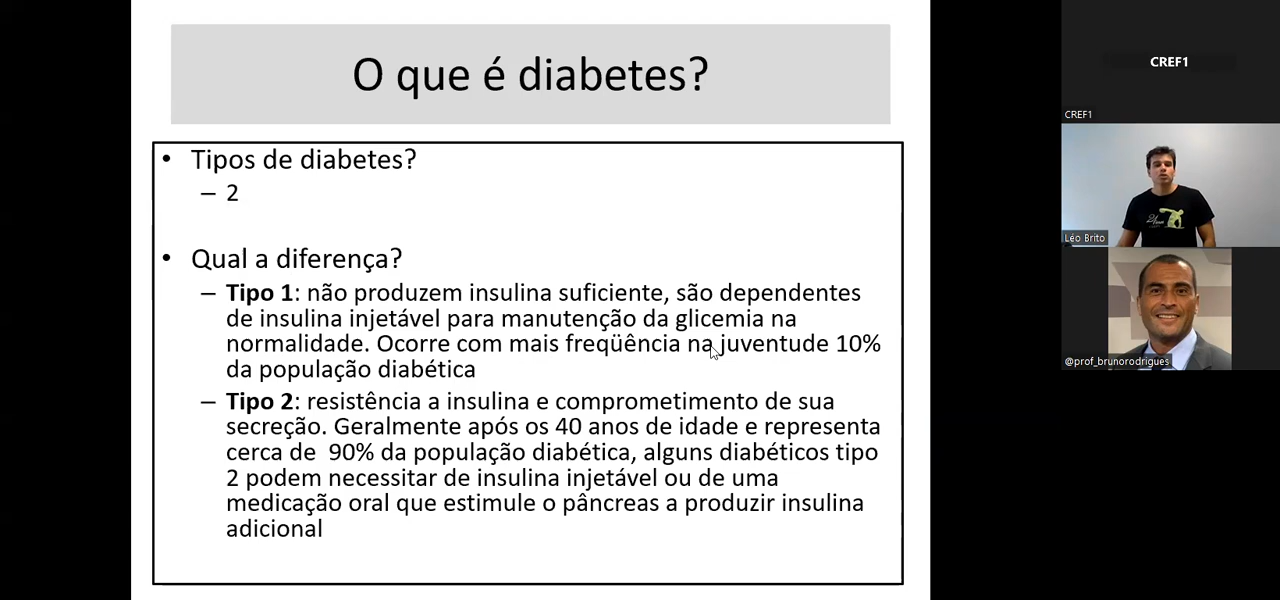 O que é diabetes?
• Tipos de diabetes?
– 2
• Qual a diferença?
– Tipo 1: não produzem insulina suficiente, são dependentes
de insulina injetável para manutenção da glicemia na
normalidade. Ocorre com mais freqüência na juventude 10%
da população diabética
– Tipo 2: resistência a insulina e comprometimento de sua
secreção. Geralmente após os 40 anos de idade e representa
cerca de 90% da população diabética, alguns diabéticos tipo
2 podem necessitar de insulina injetável ou de uma
medicação oral que estimule o pâncreas a produzir insulina
adicional
CREF1
CREF1
Léo Brito
@prof_brunorodrigues